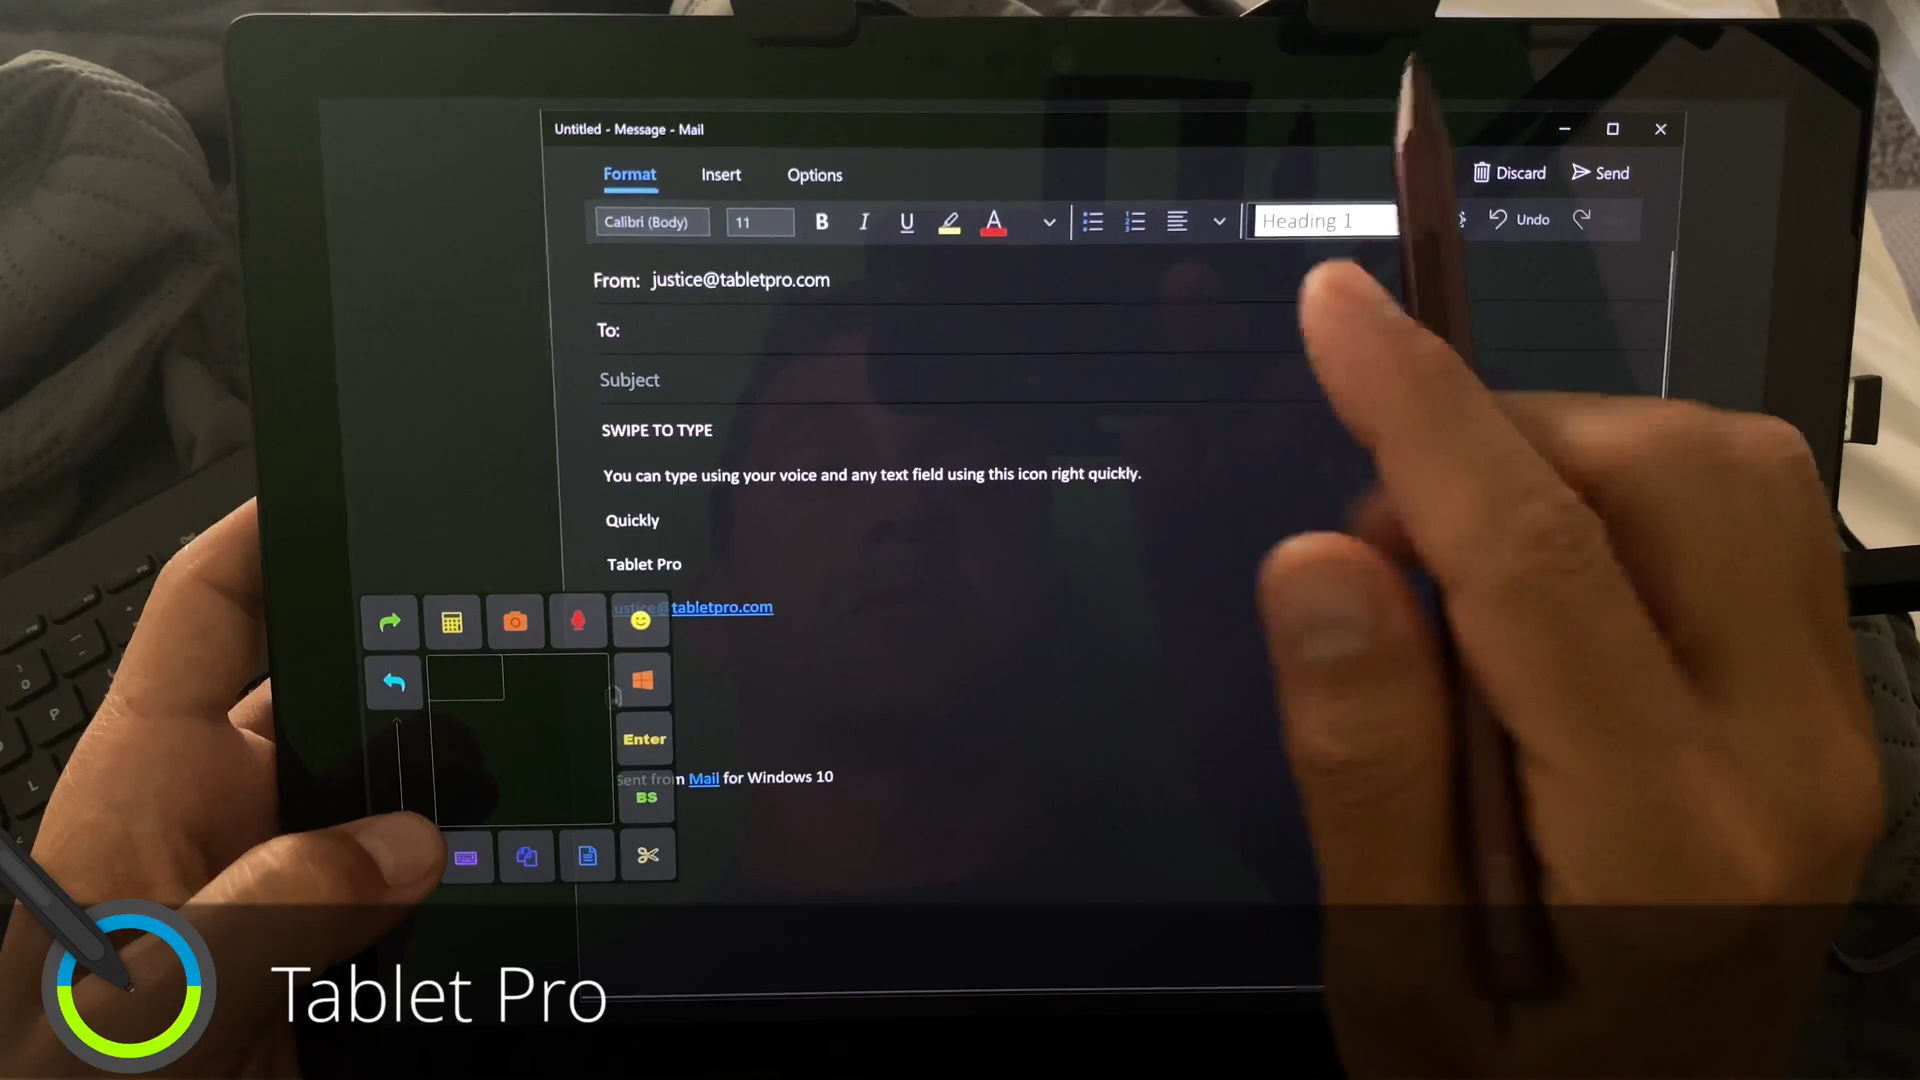 Untitled - Message - Mail
Format Insert Options Discard Send
Calibri (Body) 11 B I U A Heading 1 Undo
From: justice@tabletpro.com
To:
Subject
SWIPE TO TYPE
You can type using your voice and any text field using this icon right quickly.
Quickly
Tablet Pro
justice@tabletpro.com
Enter
Sent from Mail for Windows 10
BS
O
P
L
Tablet Pro